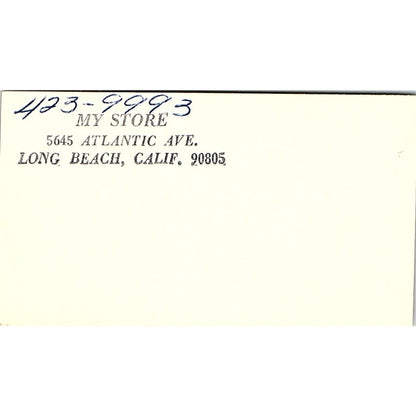 423-9993
MY STORE
5645 ATLANTIC AVE.
LONG BEACH, CALIF. 90805